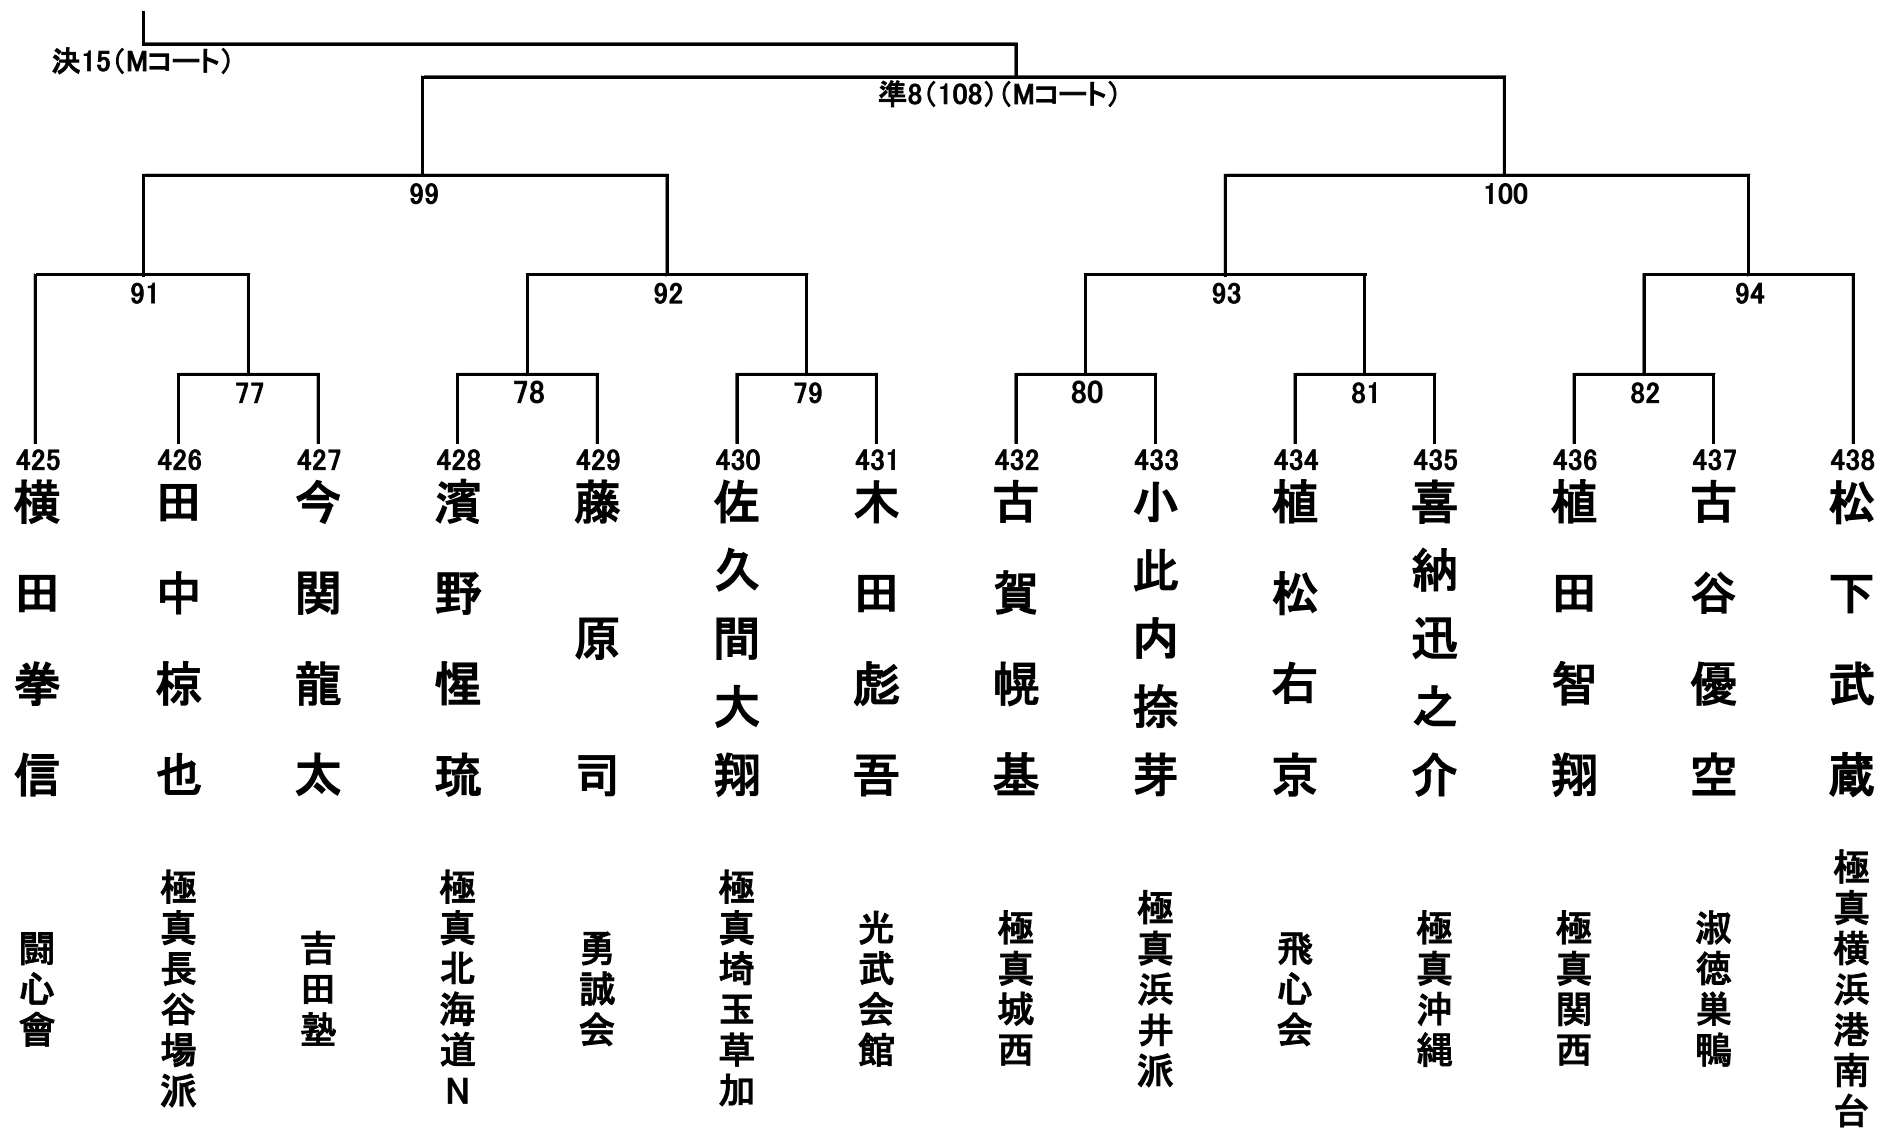 決15（Mコート）
準8（108）（Mコート）
99
100
91
92
93
94
77
78
79
80
81
82
425
横田拳信
闘心會
426
田中椋也
極真長谷場派
427
今関龍太
吉田塾
428
濱野惺琉
極真北海道N
429
藤原司
勇誠会
430
佐久間大翔
極真埼玉草加
431
木田彪吾
光武会館
432
古賀幌基
極真城西
433
小此内捺芽
極真浜井派
434
植松右京
飛心会
435
喜納迅之介
極真沖縄
436
植田智翔
極真関西
437
古谷優空
淑徳巣鴨
438
松下武蔵
極真横浜港南台